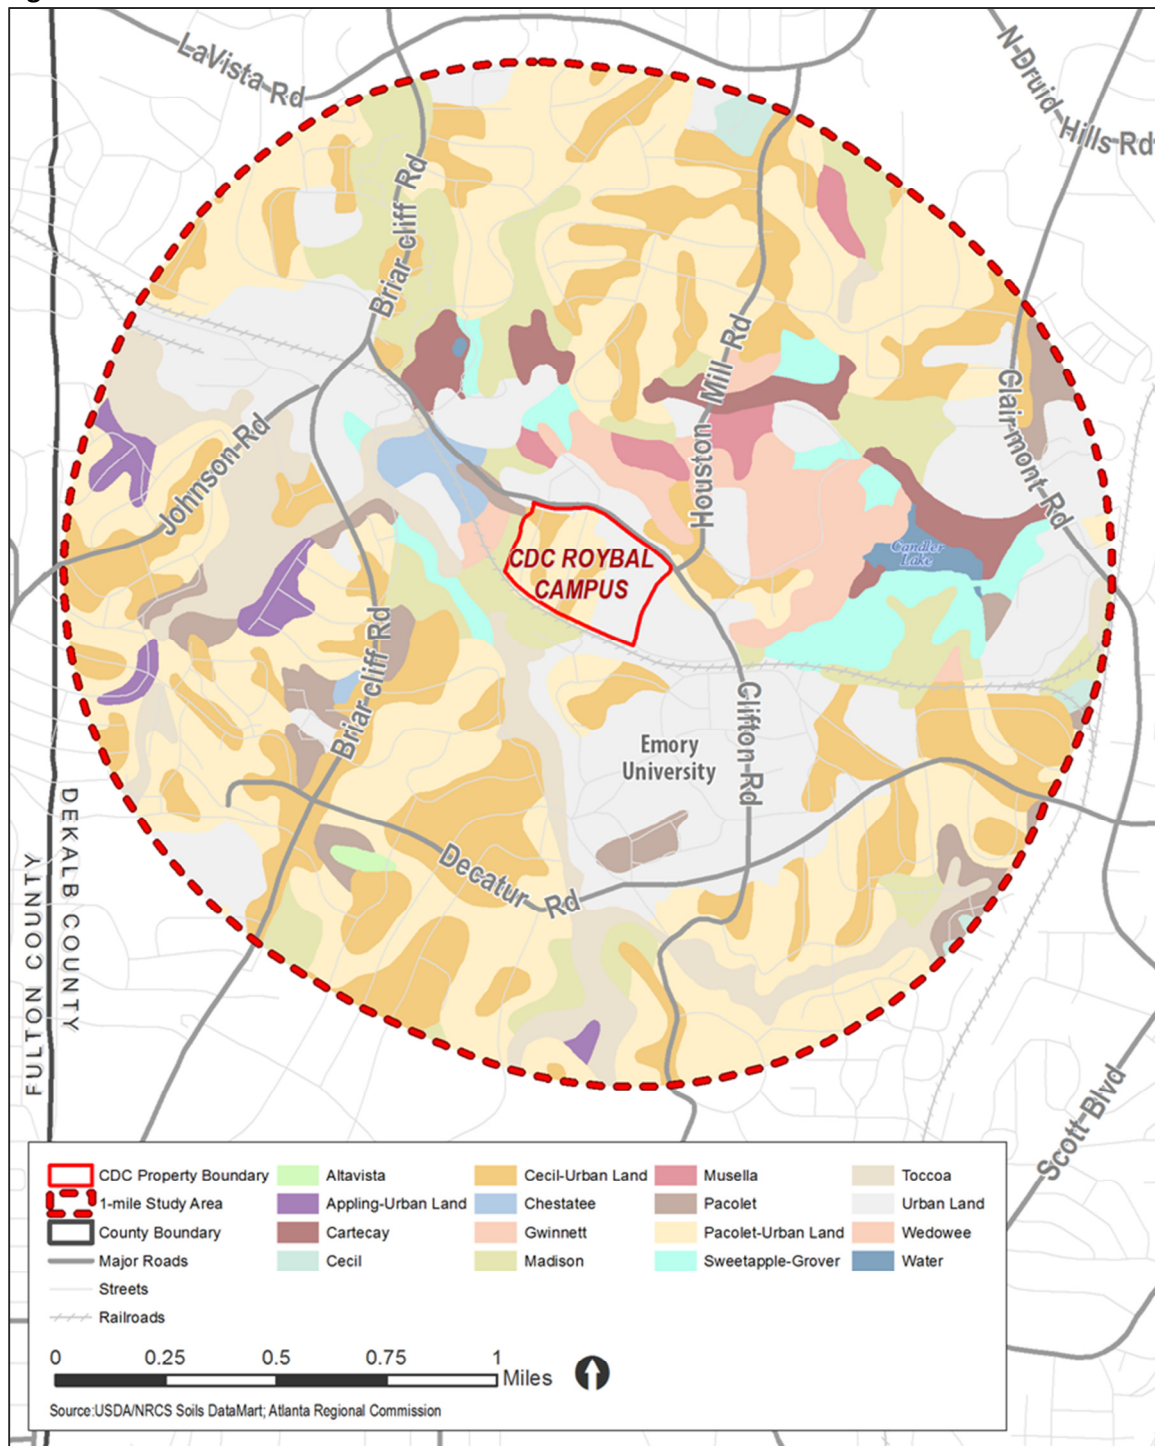 LaVista Rd
N Druid Hills Rd
Briar-cliff Rd
Houston Mill Rd
Clairmont Rd
Johnson Rd
Candler
Lake
CDC ROYBAL
CAMPUS
Briar-cliff Rd
Clifton Rd
Emory
University
Decatur Rd
FULTON COUNTY
DEKALB COUNTY
Scott Blvd
CDC Property Boundary
1-mile Study Area
County Boundary
Major Roads
Streets
Railroads
Altavista
Appling-Urban Land
Cartecay
Cecil
Cecil-Urban Land
Chestatee
Gwinnett
Madison
Musella
Pacolet
Pacolet-Urban Land
Sweetapple-Grover
Toccoa
Urban Land
Wedowee
Water
0 0.25 0.5 0.75 1
Miles
Source:USDA/NRCS Soils DataMart; Atlanta Regional Commission